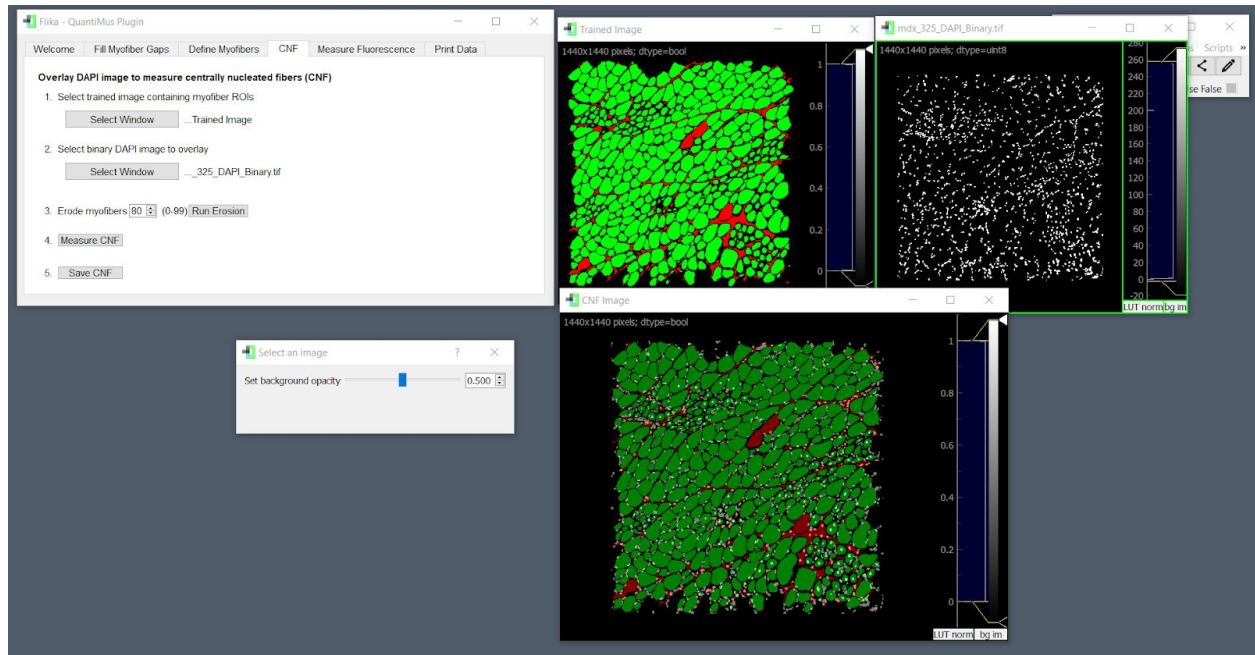 Flika - QuantiMus Plugin
Welcome Fill Myofiber Gaps Define Myofibers CNF Measure Fluorescence Print Data
Overlay DAPI image to measure centrally nucleated fibers (CNF)
1. Select trained image containing myofiber ROIs
Select Window ...Trained Image
2. Select binary DAPI image to overlay
Select Window ..._325_DAPI_Binary.tif
3. Erode myofibers 80 (0-99) Run Erosion
4. Measure CNF
5. Save CNF
Trained Image
1440x1440 pixels; dtype=bool
1
0.8
0.6
0.4
0.2
0
mdx_325_DAPI_Binary.tif
1440x1440 pixels; dtype=uint8
280
260
240
220
200
180
160
140
120
100
80
60
40
20
0
-20
LUT norm bg im
Scripts »
se False
Select an image ?
Set background opacity 0.500
CNF Image
1440x1440 pixels; dtype=bool
1
0.8
0.6
0.4
0.2
0
LUT norm bg im